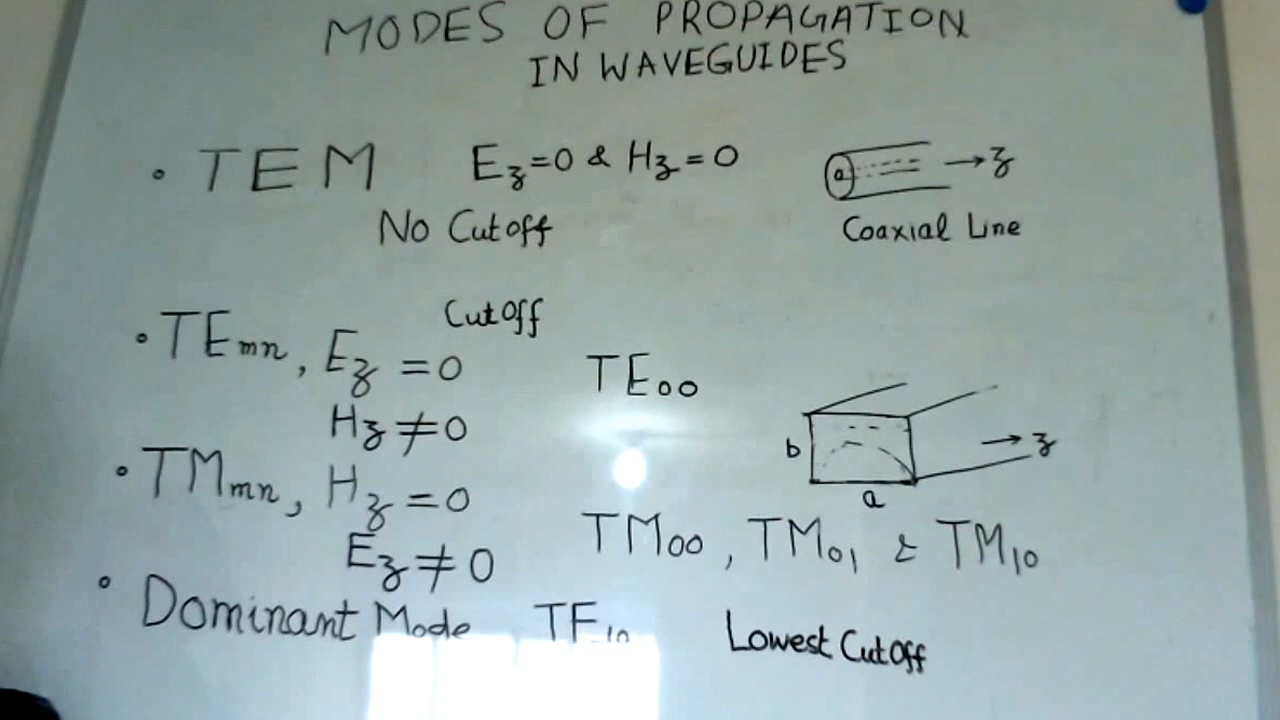 MODES OF PROPAGATION
IN WAVEGUIDES
• TEM Ez=0 & Hz=0 → z
No Cutoff Coaxial Line
Cutoff
• TEmn, Ez=0 TE00
Hz≠0 b → z
a
• TMmn, Hz=0 TM00, TM01 & TM10
Ez≠0
• Dominant Mode TE10 Lowest Cutoff